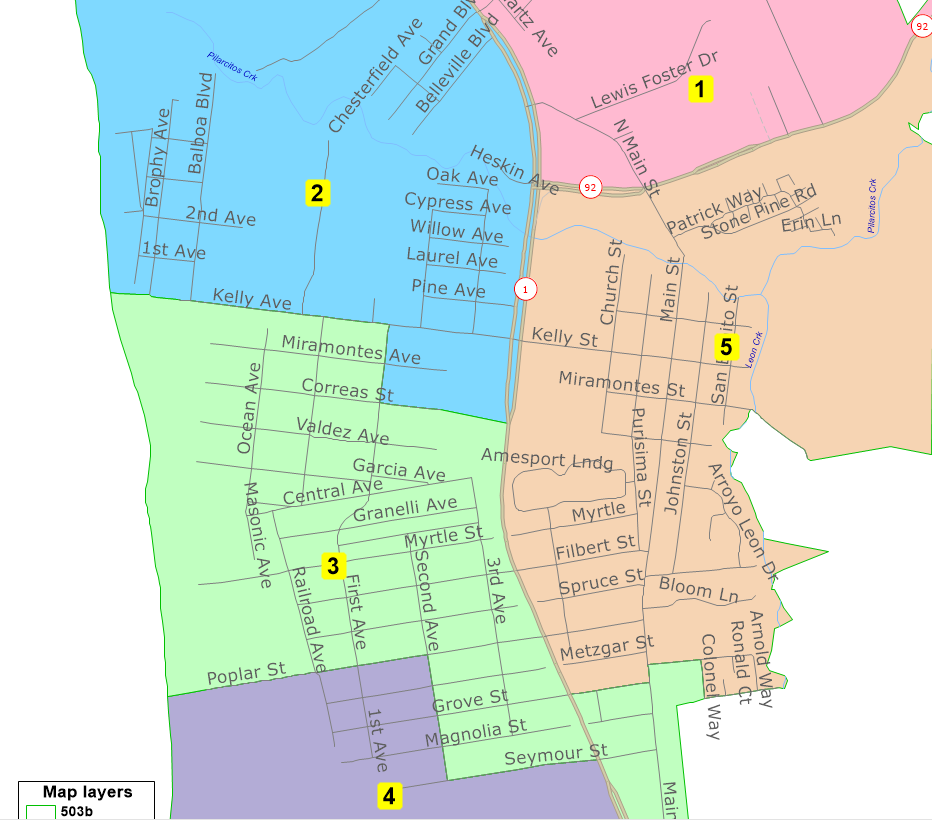 92
Grand Bl
artz Ave
Chesterfield Ave
Belleville Blvd
Pilarcitos Crk
Lewis Foster Dr
1
Balboa Blvd
Brophy Ave
N Main St
Heskin Ave
Oak Ave
92
2
Cypress Ave
Patrick Way
Stone Pine Rd
Erin Ln
Pilarcitos Crk
2nd Ave
Willow Ave
1st Ave
Laurel Ave
Church St
Main St
Pine Ave
1
Kelly Ave
Kelly St
5
Leon Crk
Miramontes Ave
Miramontes St
Correas St
Ocean Ave
Purisima St
Johnston St
Valdez Ave
Amesport Lndg
Garcia Ave
Central Ave
Arroyo Leon Dr
Masonic Ave
Granelli Ave
Myrtle
Myrtle St
Filbert St
3
Railroad Ave
First Ave
Second Ave
3rd Ave
Spruce St
Bloom Ln
Metzgar St
Arnold Way
Ronald Ct
Colonel Way
Poplar St
Grove St
1st Ave
Magnolia St
Seymour St
4
Main
Map layers
503b